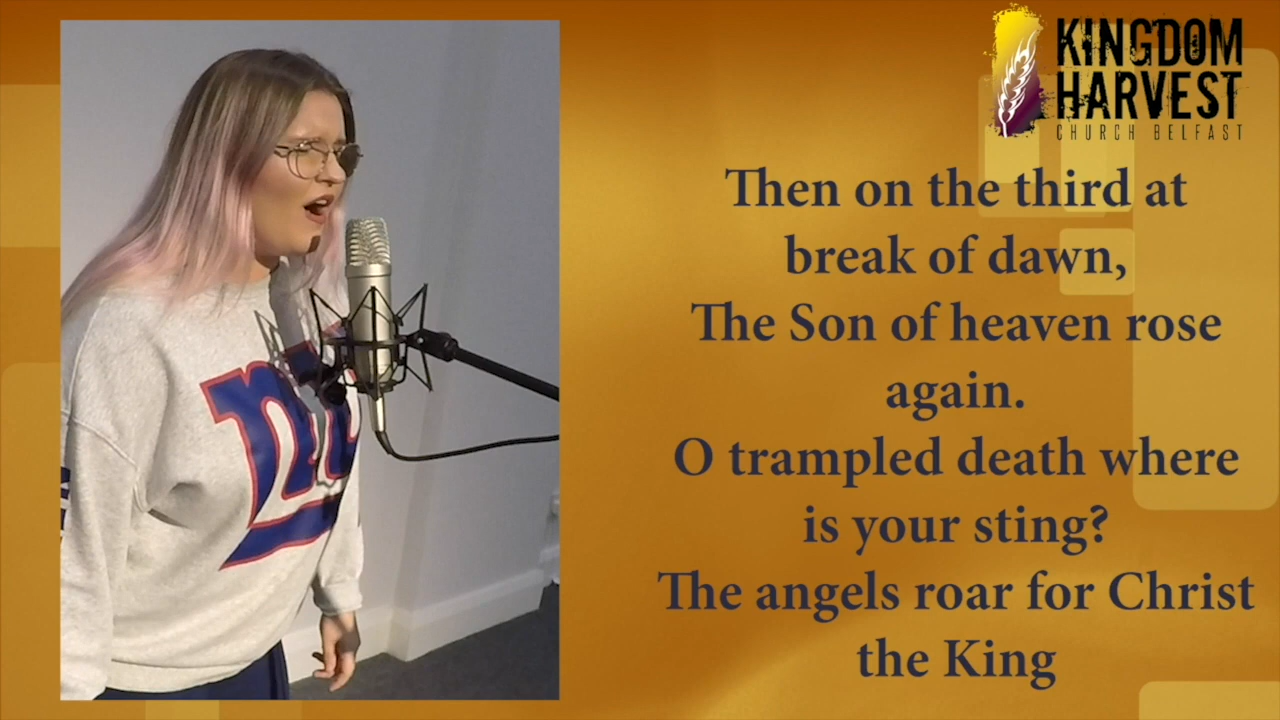 KINGDOM
HARVEST
CHURCH BELFAST
Then on the third at
break of dawn,
The Son of heaven rose
again.
O trampled death where
is your sting?
The angels roar for Christ
the King